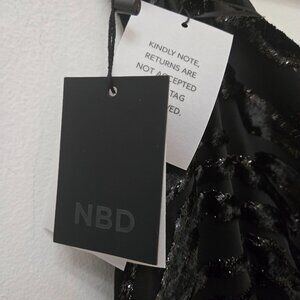 KINDLY NOTE,
RETURNS ARE
NOT ACCEPTED
TAG
NBD